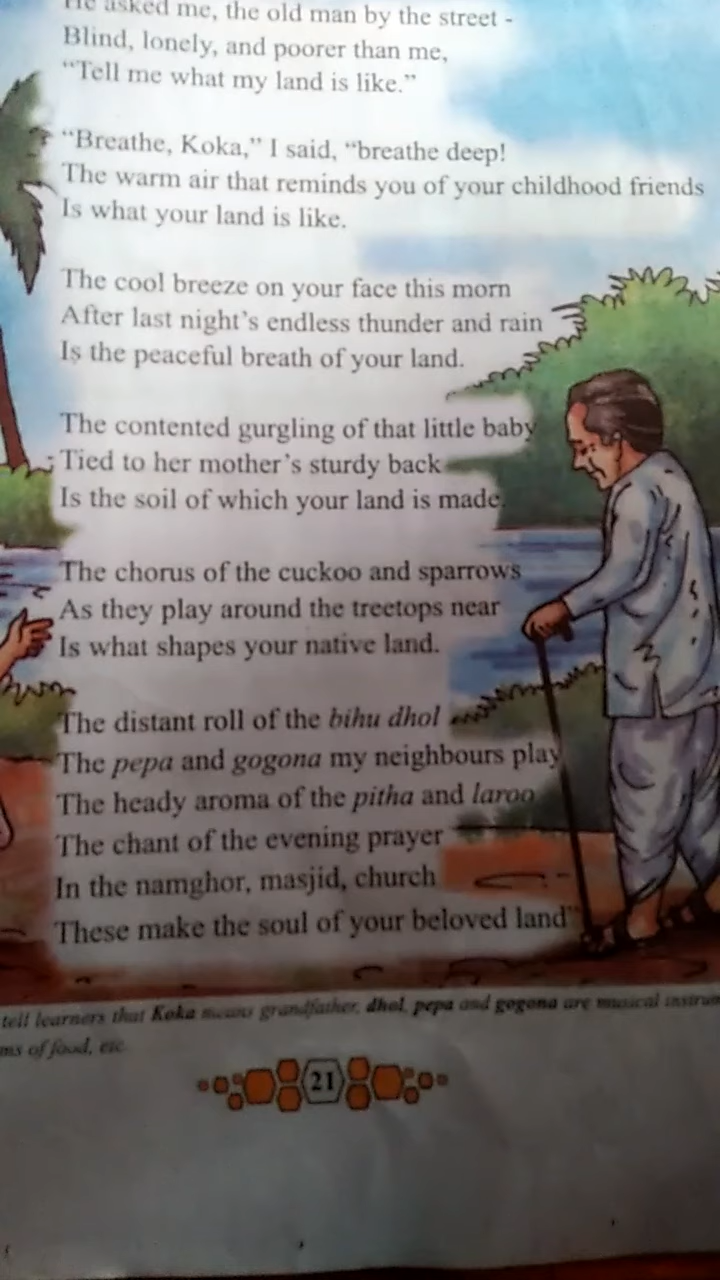 He asked me, the old man by the street -
Blind, lonely, and poorer than me,
“Tell me what my land is like.”
“Breathe, Koka,” I said, “breathe deep!
The warm air that reminds you of your childhood friends
Is what your land is like.
The cool breeze on your face this morn
After last night’s endless thunder and rain
Is the peaceful breath of your land.
The contented gurgling of that little baby
Tied to her mother’s sturdy back
Is the soil of which your land is made.
The chorus of the cuckoo and sparrows
As they play around the treetops near
Is what shapes your native land.
The distant roll of the bihu dhol
The pepa and gogona my neighbours play
The heady aroma of the pitha and laroo
The chant of the evening prayer
In the namghor, masjid, church
These make the soul of your beloved land”
tell learners that Koka means grandfather, dhol, pepa and gogona are musical
of food, etc
21